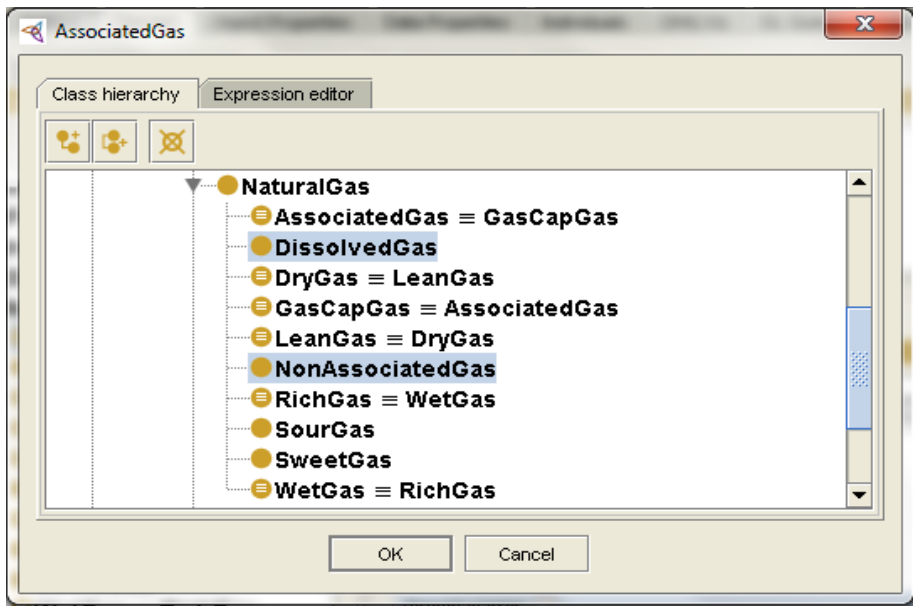 AssociatedGas
Class hierarchy
Expression editor
NaturalGas
AssociatedGas ≡ GasCapGas
DissolvedGas
DryGas ≡ LeanGas
GasCapGas ≡ AssociatedGas
LeanGas ≡ DryGas
NonAssociatedGas
RichGas ≡ WetGas
SourGas
SweetGas
WetGas ≡ RichGas
OK
Cancel